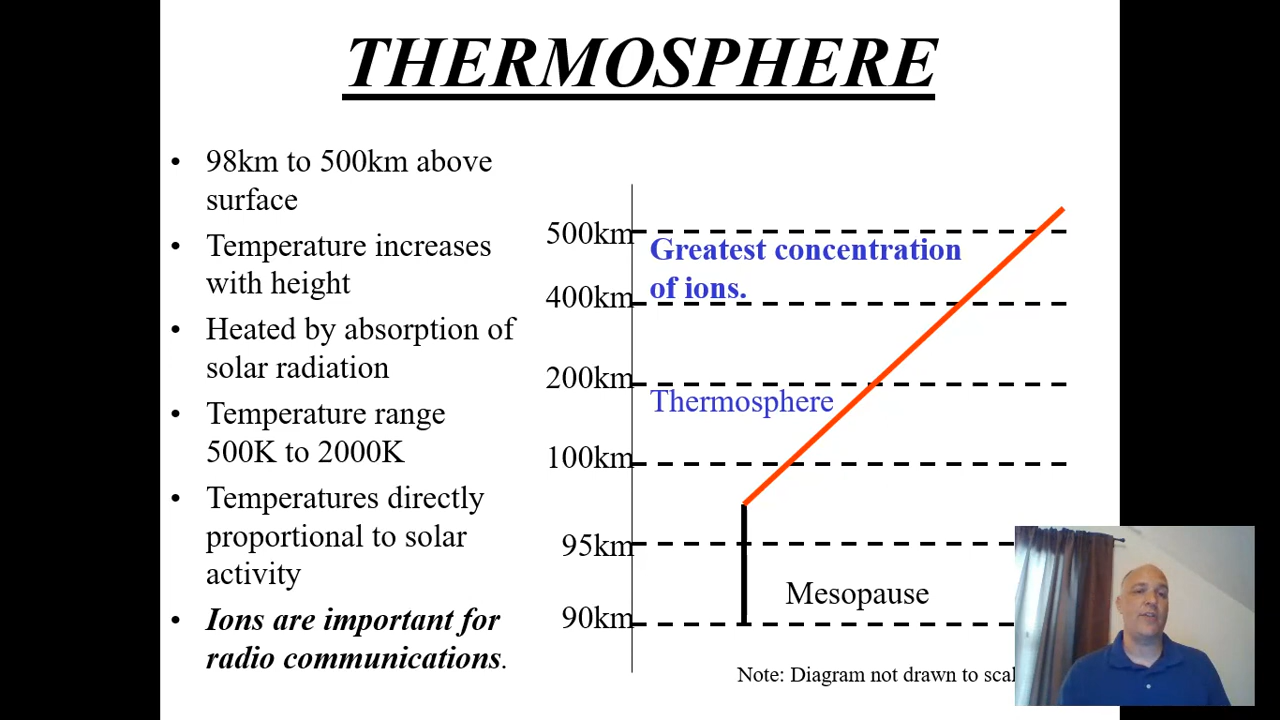 THERMOSPHERE
• 98km to 500km above
surface
• Temperature increases
with height
• Heated by absorption of
solar radiation
• Temperature range
500K to 2000K
• Temperatures directly
proportional to solar
activity
• Ions are important for
radio communications.
500km
Greatest concentration
of ions.
400km
200km
Thermosphere
100km
95km
Mesopause
90km
Note: Diagram not drawn to scal